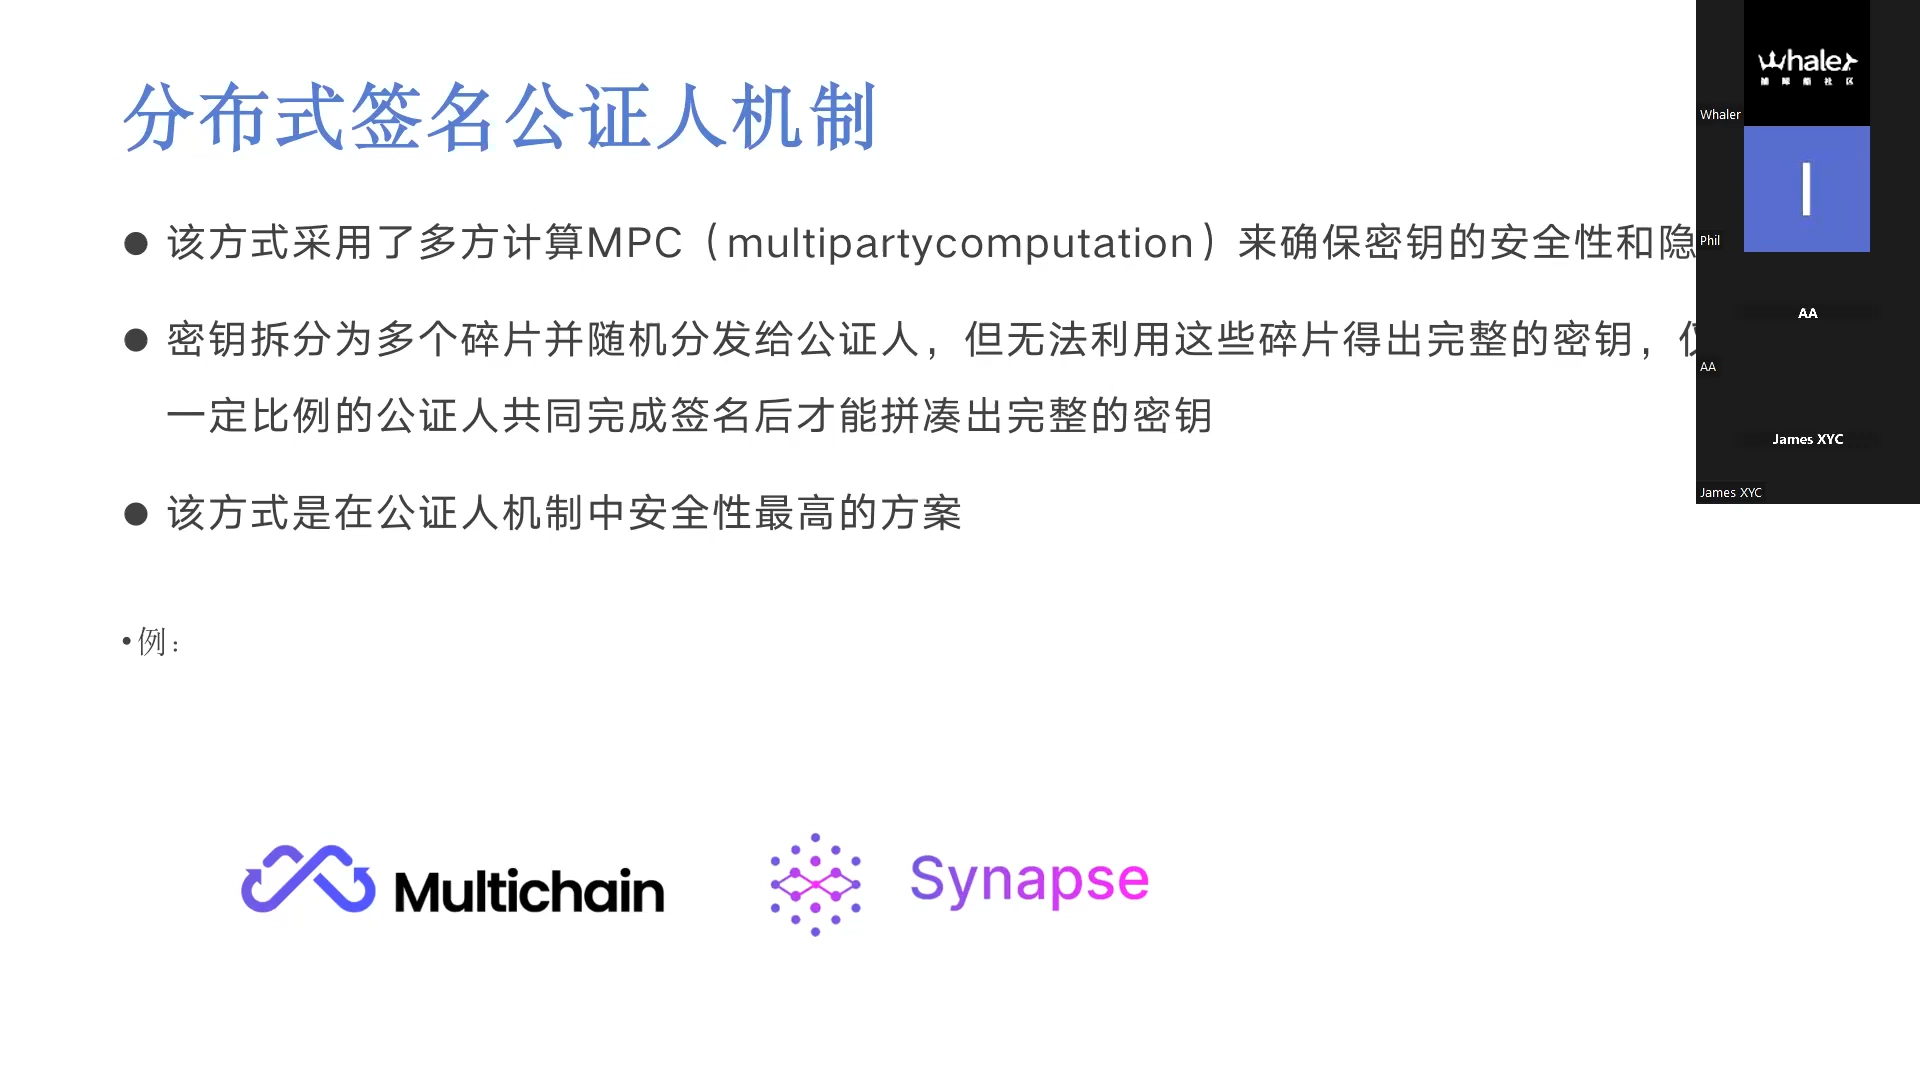 分布式签名公证人机制
● 该方式采用了多方计算MPC（multipartycomputation）来确保密钥的安全性和隐
● 密钥拆分为多个碎片并随机分发给公证人，但无法利用这些碎片得出完整的密钥，
一定比例的公证人共同完成签名后才能拼凑出完整的密钥
● 该方式是在公证人机制中安全性最高的方案
•例：
Multichain
Synapse
Whaler
捕鲸船社区
Whaler
I
Phil
AA
AA
James XYC
James XYC